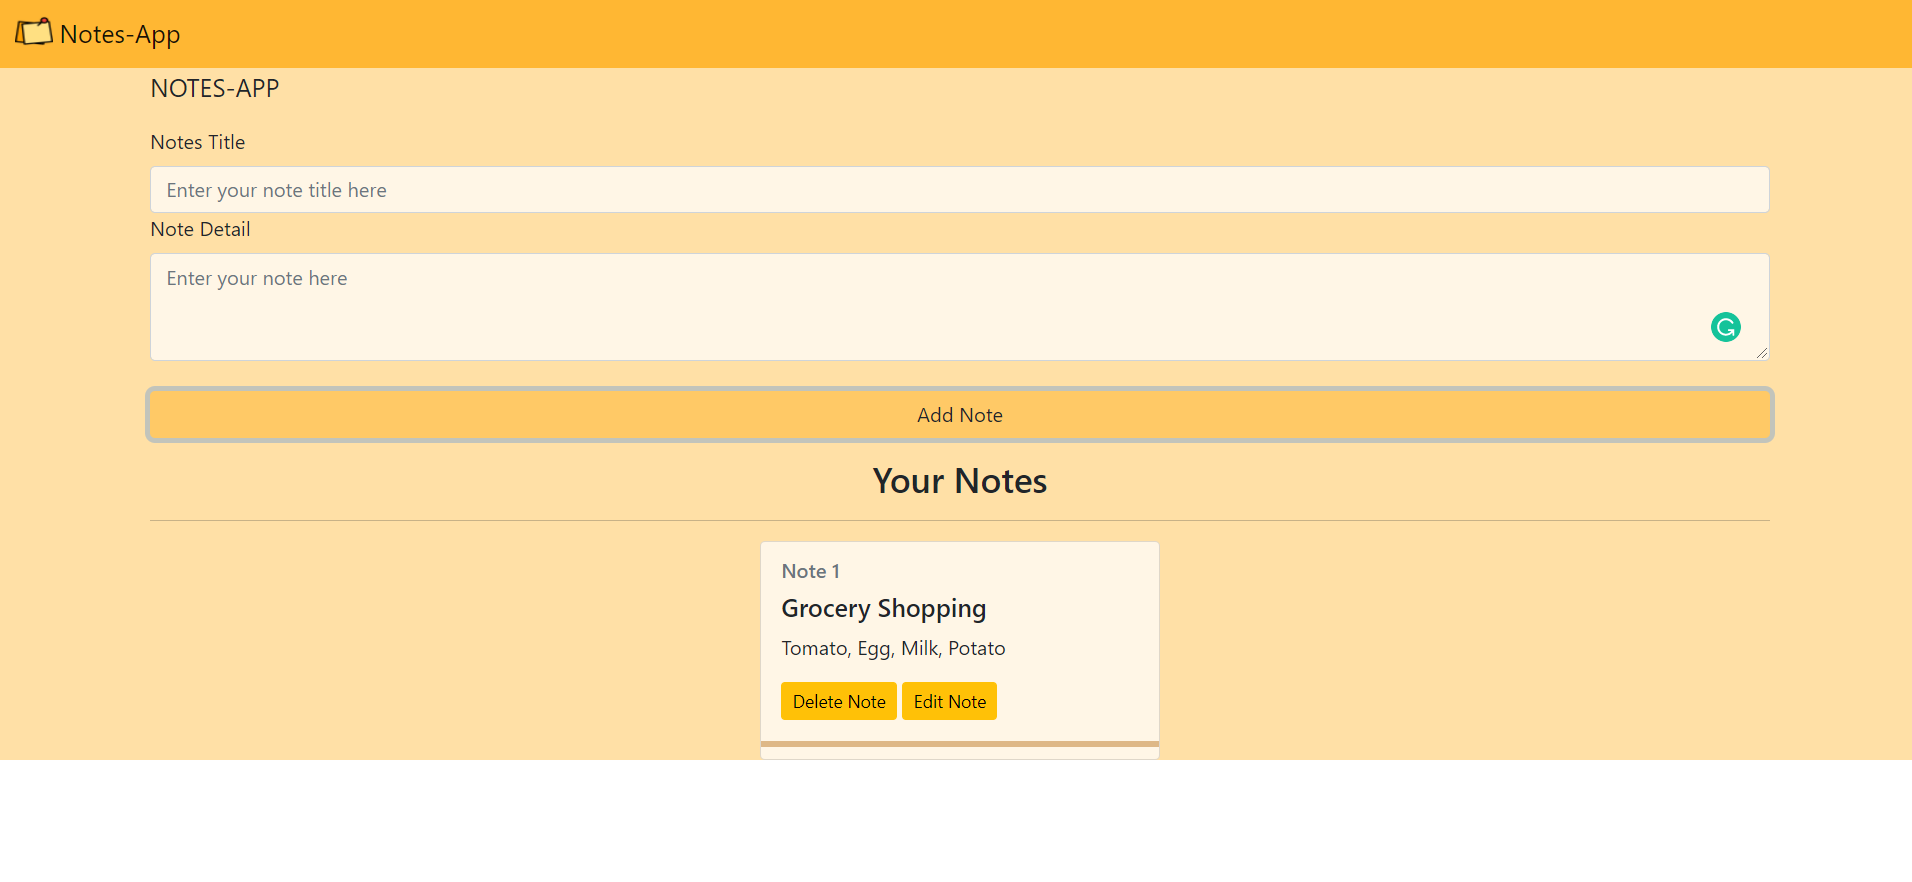 Notes-App
NOTES-APP
Notes Title
Enter your note title here
Note Detail
Enter your note here
Add Note
Your Notes
Note 1
Grocery Shopping
Tomato, Egg, Milk, Potato
Delete Note Edit Note